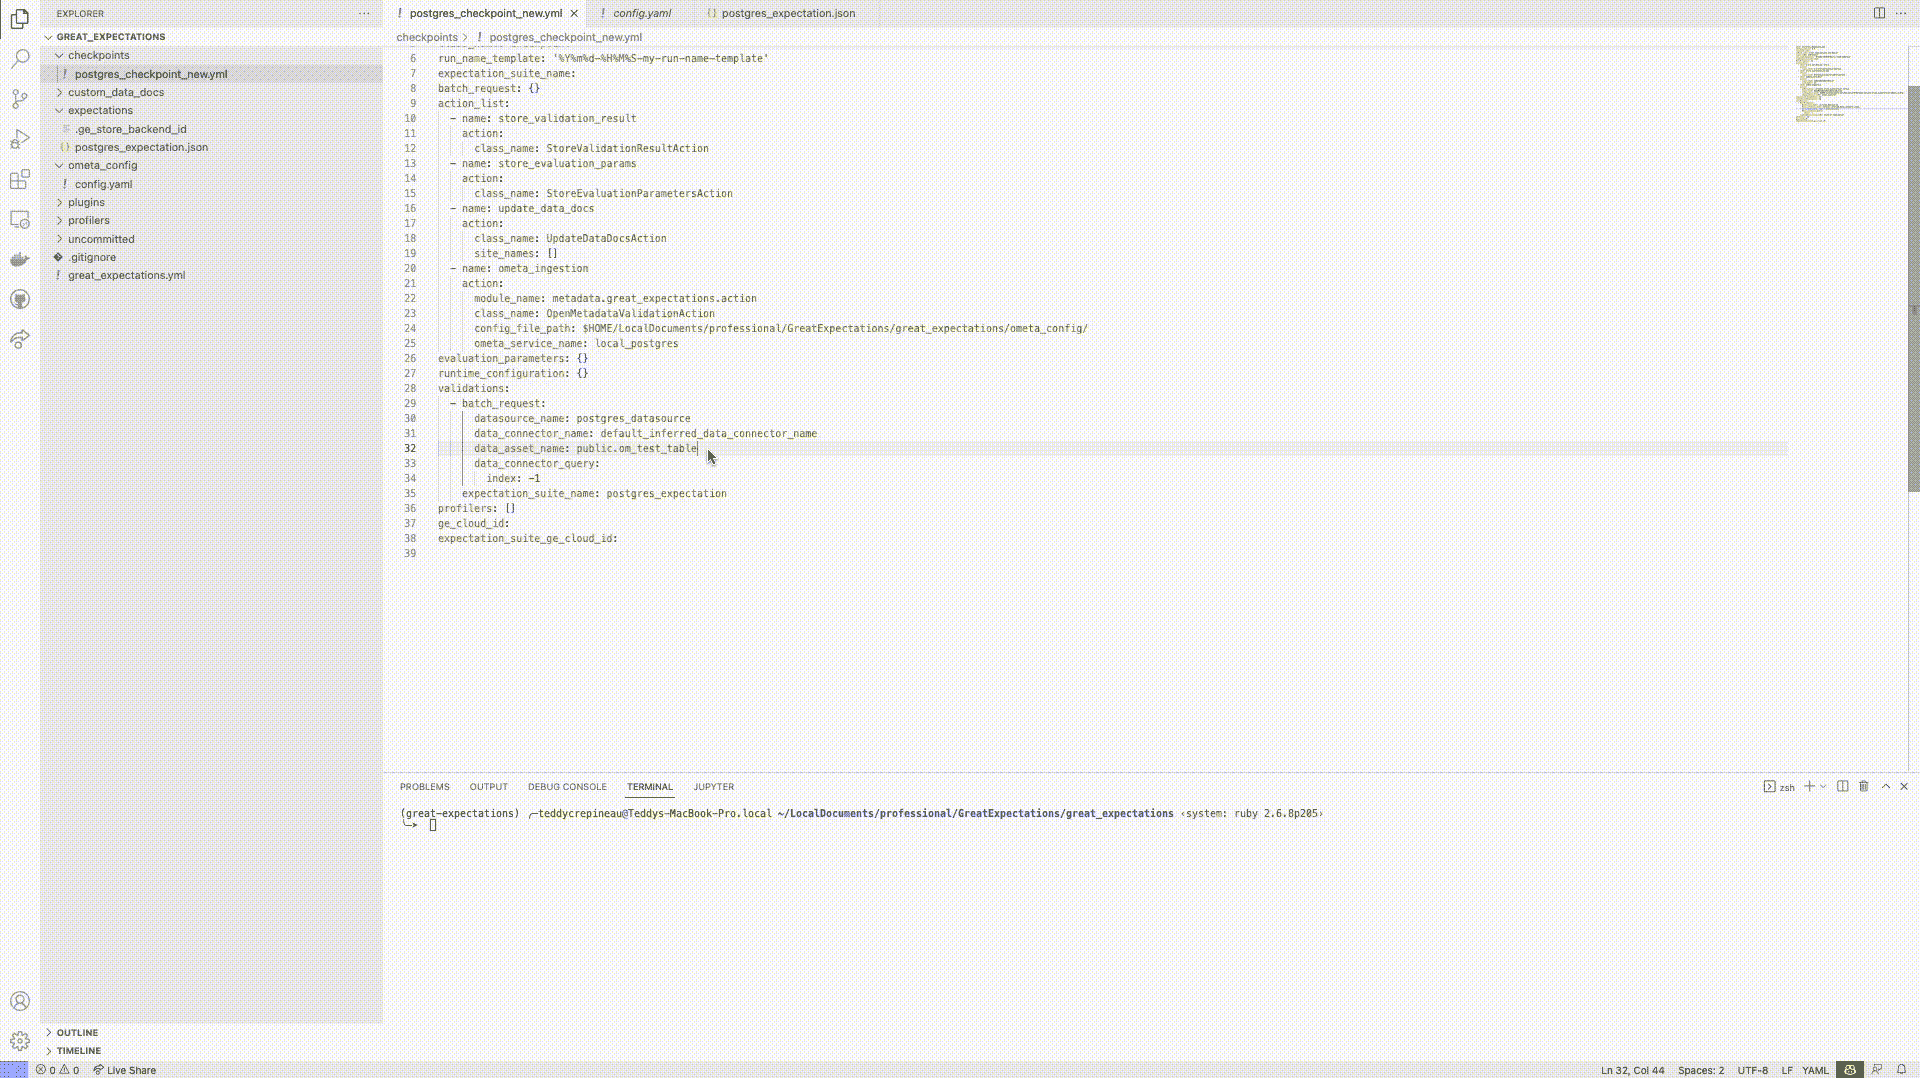 EXPLORER
GREAT_EXPECTATIONS
checkpoints
! postgres_checkpoint_new.yml
custom_data_docs
expectations
.ge_store_backend_id
{} postgres_expectation.json
ometa_config
! config.yaml
plugins
profilers
uncommitted
.gitignore
! great_expectations.yml
OUTLINE
TIMELINE
! postgres_checkpoint_new.yml
! config.yaml
{} postgres_expectation.json
checkpoints > ! postgres_checkpoint_new.yml
6 run_name_template: '%Y%m%d-%H%M%S-my-run-name-template'
7 expectation_suite_name:
8 batch_request: {}
9 action_list:
10 - name: store_validation_result
11 action:
12 class_name: StoreValidationResultAction
13 - name: store_evaluation_params
14 action:
15 class_name: StoreEvaluationParametersAction
16 - name: update_data_docs
17 action:
18 class_name: UpdateDataDocsAction
19 site_names: []
20 - name: ometa_ingestion
21 action:
22 module_name: metadata.great_expectations.action
23 class_name: OpenMetadataValidationAction
24 config_file_path: $HOME/LocalDocuments/professional/GreatExpectations/great_expectations/ometa_config/
25 ometa_service_name: local_postgres
26 evaluation_parameters: {}
27 runtime_configuration: {}
28 validations:
29 - batch_request:
30 datasource_name: postgres_datasource
31 data_connector_name: default_inferred_data_connector_name
32 data_asset_name: public.om_test_table
33 data_connector_query:
34 index: -1
35 expectation_suite_name: postgres_expectation
36 profilers: []
37 ge_cloud_id:
38 expectation_suite_ge_cloud_id:
39
PROBLEMS OUTPUT DEBUG CONSOLE TERMINAL JUPYTER
zsh
(great-expectations) ╭─teddycrepineau@Teddys-MacBook-Pro.local ~/LocalDocuments/professional/GreatExpectations/great_expectations ‹system: ruby 2.6.8p205›
╰─➤
0 0 Live Share
Ln 32, Col 44 Spaces: 2 UTF-8 LF YAML